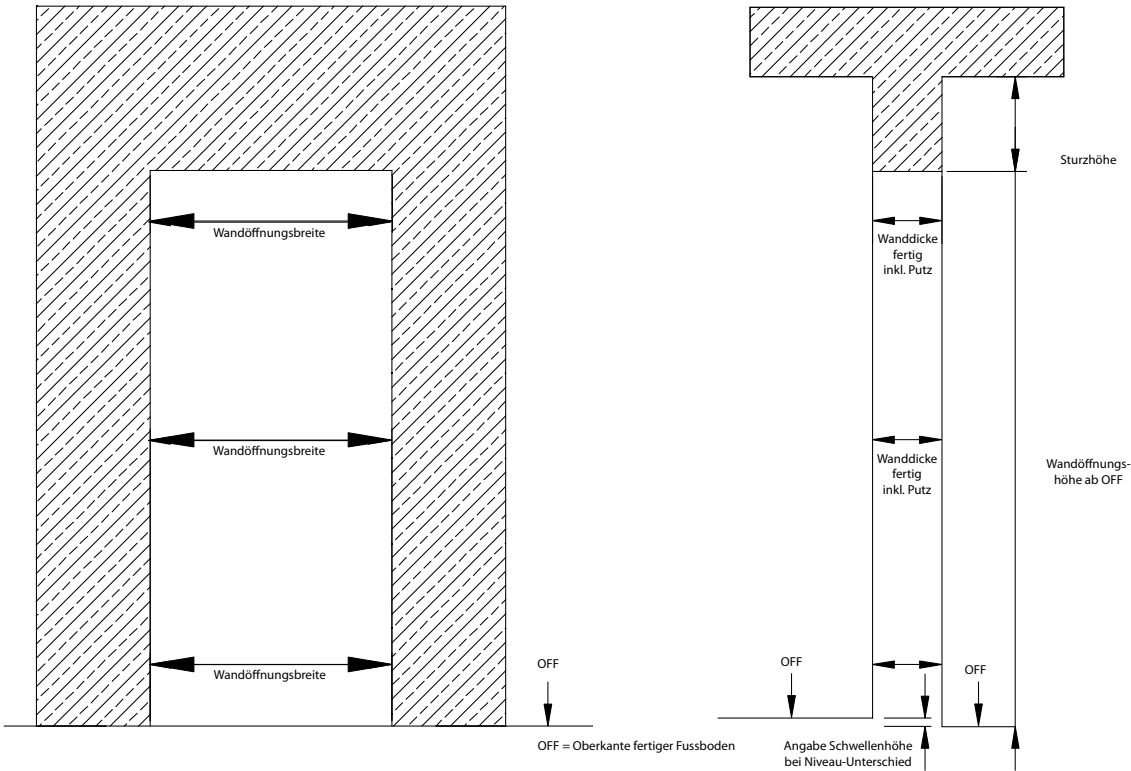 Wandöffnungsbreite
Wandöffnungsbreite
Wandöffnungsbreite
OFF
OFF = Oberkante fertiger Fussboden
Sturzhöhe
Wanddicke
fertig
inkl. Putz
Wanddicke
fertig
inkl. Putz
Wandöffnungs-
höhe ab OFF
OFF
OFF
Angabe Schwellenhöhe
bei Niveau-Unterschied